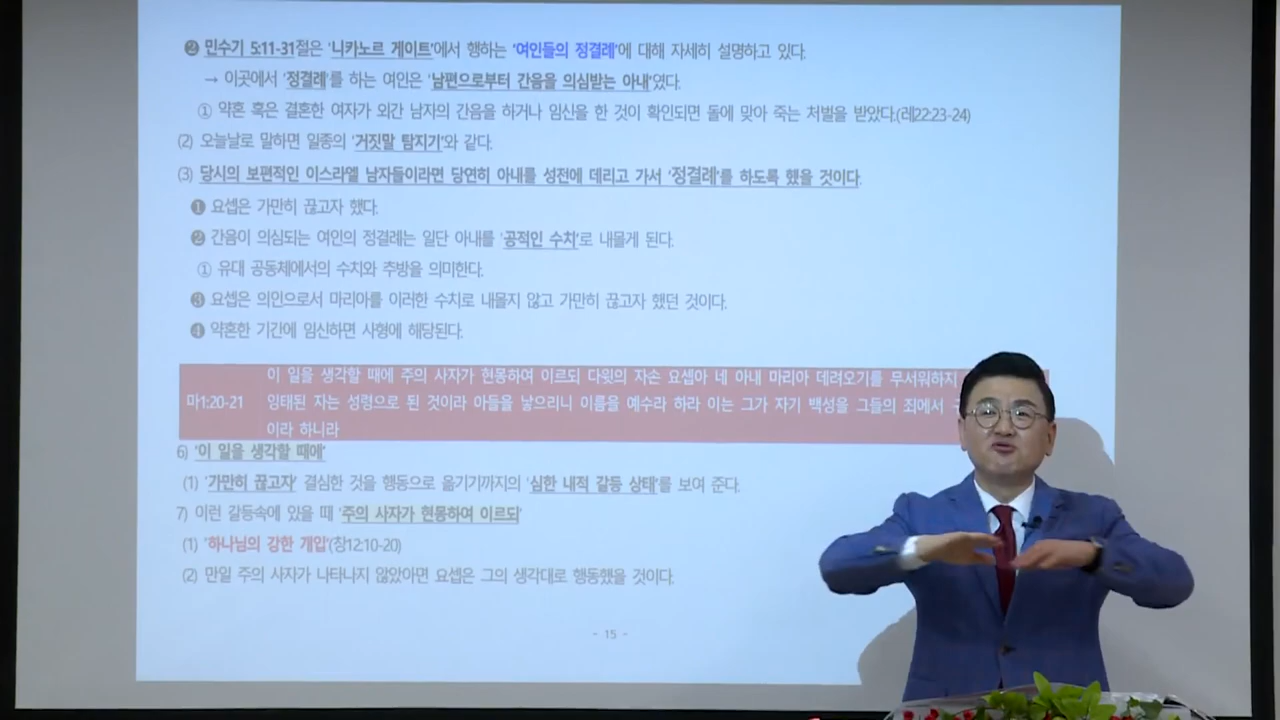 ❷ 민수기 5:11-31절은 '니카노르 게이트'에서 행하는 '여인들의 정결례'에 대해 자세히 설명하고 있다.
→ 이곳에서 '정결례'를 하는 여인은 '남편으로부터 간음을 의심받는 아내'였다.
① 약혼 혹은 결혼한 여자가 외간 남자의 간음을 하거나 임신을 한 것이 확인되면 돌에 맞아 죽는 처벌을 받았다.(레22:23-24)
(2) 오늘날로 말하면 일종의 '거짓말 탐지기'와 같다.
(3) 당시의 보편적인 이스라엘 남자들이라면 당연히 아내를 성전에 데리고 가서 '정결례'를 하도록 했을 것이다.
❶ 요셉은 가만히 끊고자 했다.
❷ 간음이 의심되는 여인의 정결례는 일단 아내를 '공적인 수치'로 내몰게 된다.
① 유대 공동체에서의 수치와 추방을 의미한다.
❸ 요셉은 의인으로서 마리아를 이러한 수치로 내몰지 않고 가만히 끊고자 했던 것이다.
❹ 약혼한 기간에 임신하면 사형에 해당된다.
이 일을 생각할 때에 주의 사자가 현몽하여 이르되 다윗의 자손 요셉아 네 아내 마리아 데려오기를 무서워하지
마1:20-21 잉태된 자는 성령으로 된 것이라 아들을 낳으리니 이름을 예수라 하라 이는 그가 자기 백성을 그들의 죄에서
이라 하니라
6) '이 일을 생각할 때에'
(1) '가만히 끊고자' 결심한 것을 행동으로 옮기기까지의 '심한 내적 갈등 상태'를 보여 준다.
7) 이런 갈등속에 있을 때 '주의 사자가 현몽하여 이르되'
(1) '하나님의 강한 개입'(창12:10-20)
(2) 만일 주의 사자가 나타나지 않았아면 요셉은 그의 생각대로 행동했을 것이다.
- 15 -